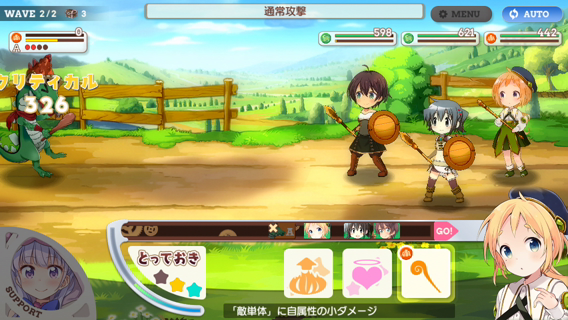 WAVE 2/2
3
通常攻撃
MENU
AUTO
0
A
598
621
442
クリティカル
326
A
GO!
とっておき
SUPPORT
「敵単体」に自属性の小ダメージ